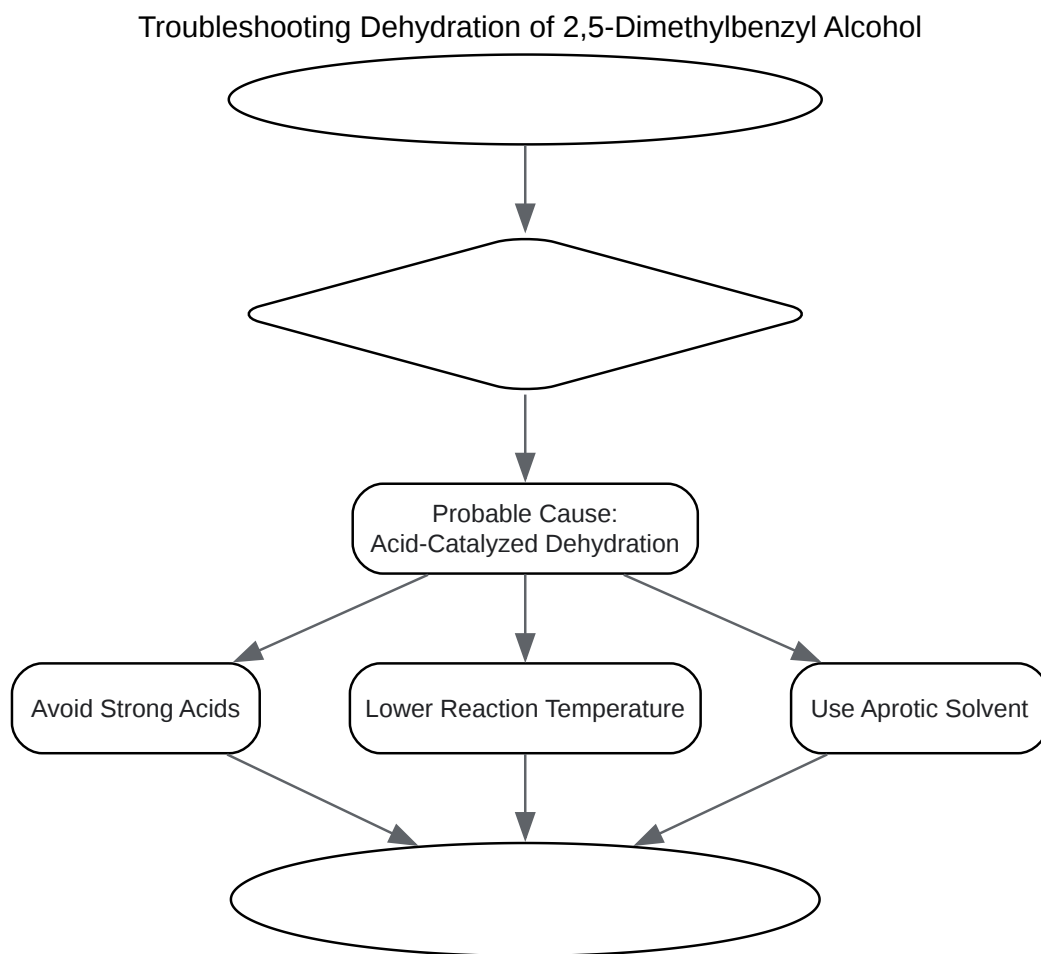 Troubleshooting Dehydration of 2,5-Dimethylbenzyl Alcohol
Probable Cause:
Acid-Catalyzed Dehydration
Avoid Strong Acids
Lower Reaction Temperature
Use Aprotic Solvent